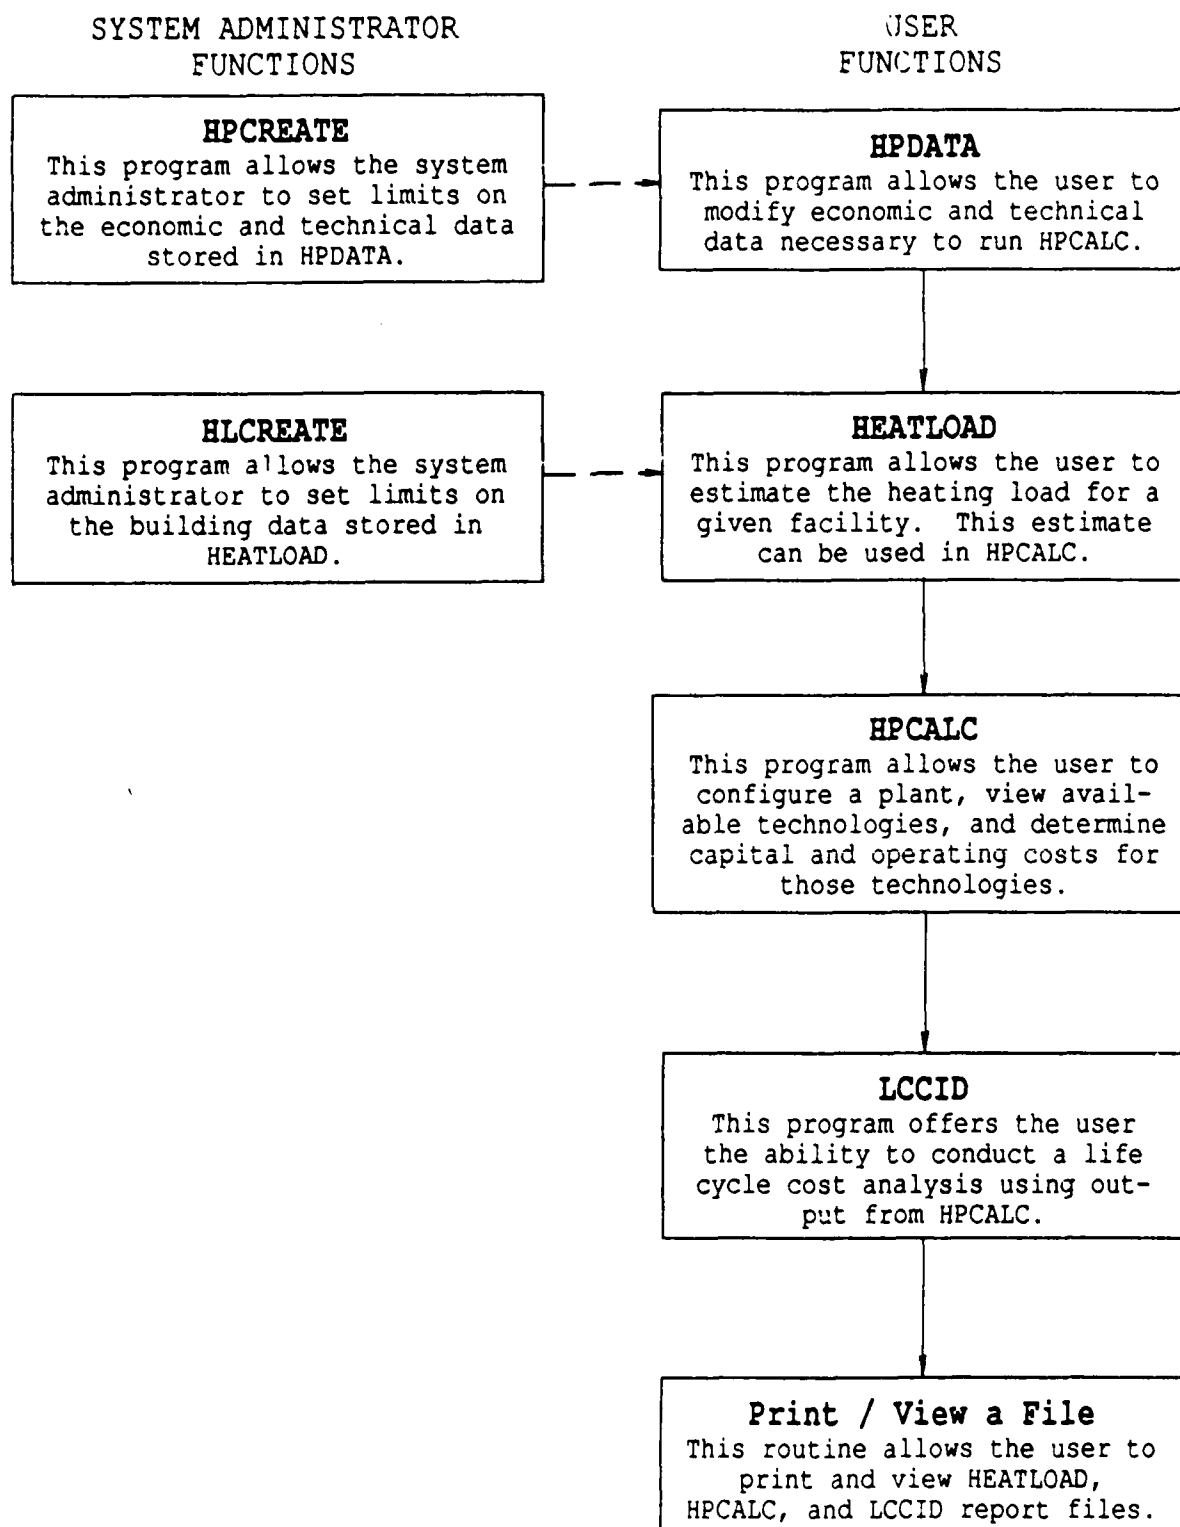 SYSTEM ADMINISTRATOR
FUNCTIONS
USER
FUNCTIONS
HPCREATE
This program allows the system
administrator to set limits on
the economic and technical data
stored in HPDATA.
HPDATA
This program allows the user to
modify economic and technical
data necessary to run HPCALC.
HLCREATE
This program allows the system
administrator to set limits on
the building data stored in
HEATLOAD.
HEATLOAD
This program allows the user to
estimate the heating load for a
given facility. This estimate
can be used in HPCALC.
HPCALC
This program allows the user to
configure a plant, view avail-
able technologies, and determine
capital and operating costs for
those technologies.
LCCID
This program offers the user
the ability to conduct a life
cycle cost analysis using out-
put from HPCALC.
Print / View a File
This routine allows the user to
print and view HEATLOAD,
HPCALC, and LCCID report files.